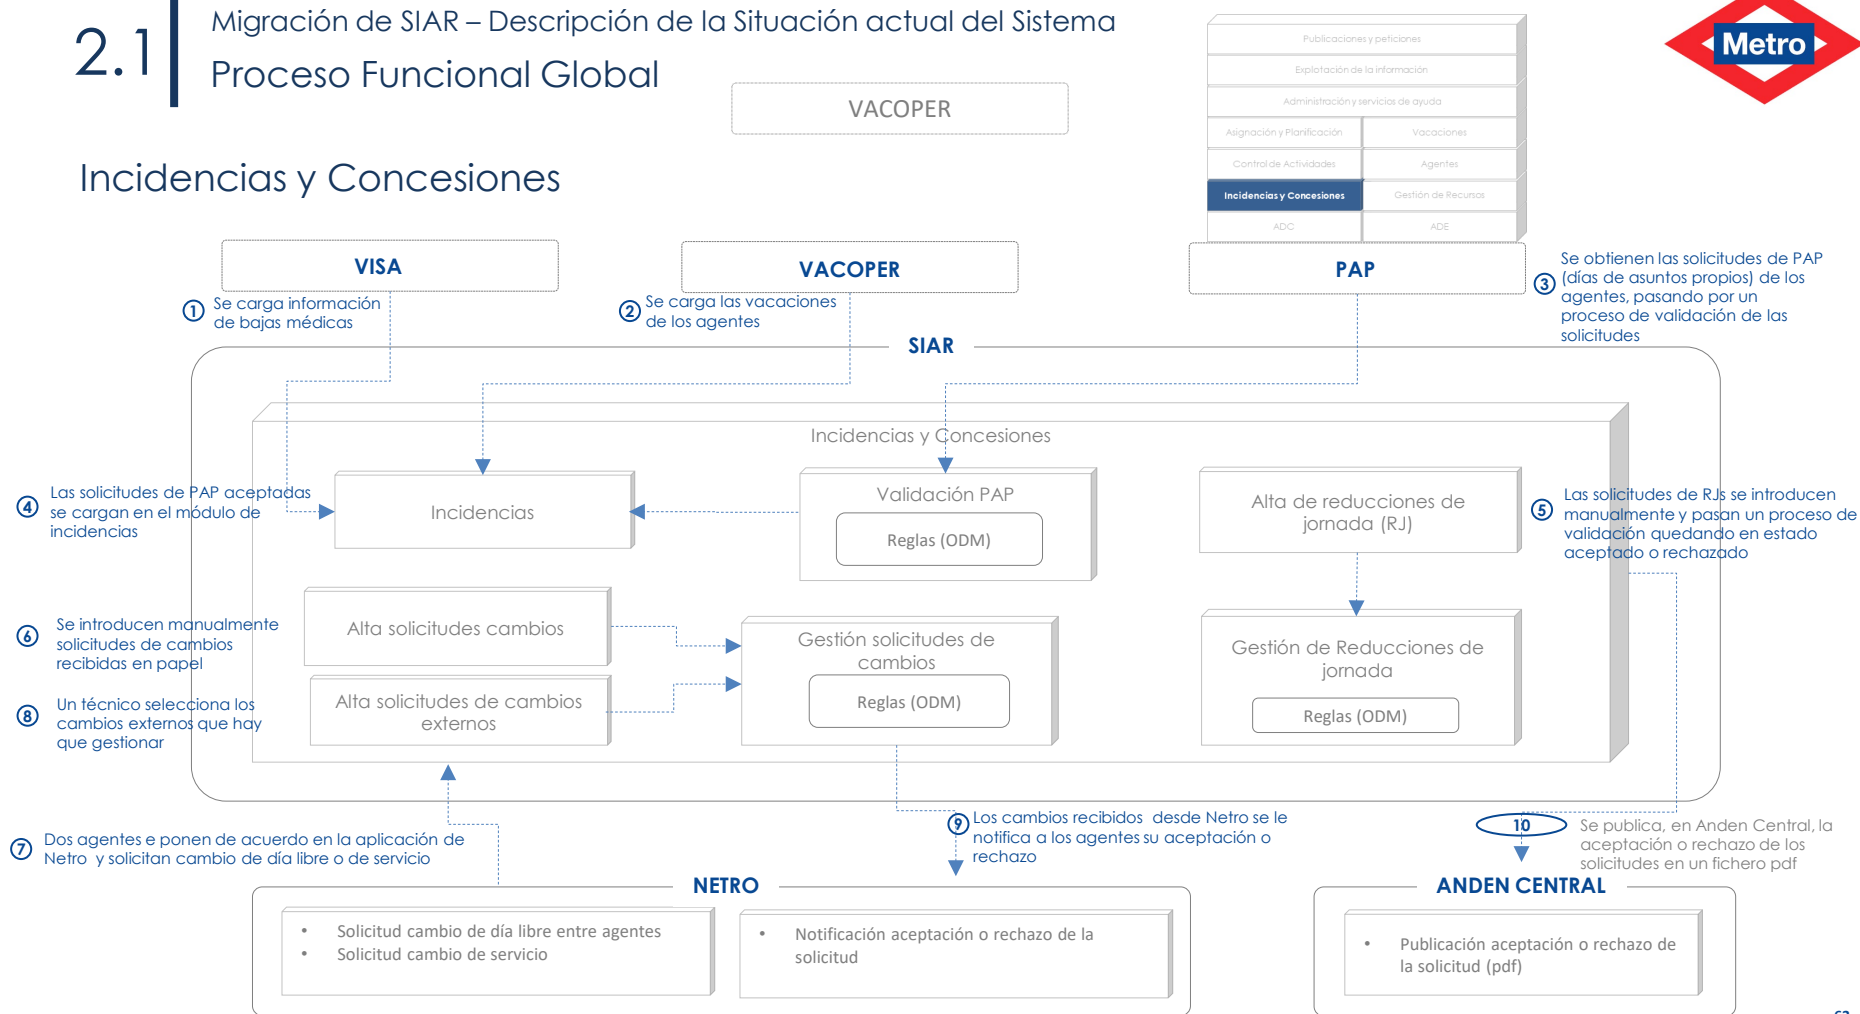 2.1
Migración de SIAR – Descripción de la Situación actual del Sistema
Proceso Funcional Global
Metro
VACOPER
Publicaciones y peticiones
Explotación de la información
Administración y servicios de ayuda
Asignación y Planificación
Vacaciones
Control de Actividades
Agentes
Incidencias y Concesiones
Gestión de Recursos
ADC
ADE
Incidencias y Concesiones
VISA
VACOPER
PAP
1
Se carga información
de bajas médicas
2
Se carga las vacaciones
de los agentes
3
Se obtienen las solicitudes de PAP
(días de asuntos propios) de los
agentes, pasando por un
proceso de validación de las
solicitudes
SIAR
Incidencias y Concesiones
4
Las solicitudes de PAP aceptadas
se cargan en el módulo de
incidencias
Incidencias
Validación PAP
Reglas (ODM)
Alta de reducciones de
jornada (RJ)
5
Las solicitudes de RJs se introducen
manualmente y pasan un proceso de
validación quedando en estado
aceptado o rechazado
6
Se introducen manualmente
solicitudes de cambios
recibidas en papel
Alta solicitudes cambios
Gestión solicitudes de
cambios
Reglas (ODM)
Gestión de Reducciones de
jornada
Reglas (ODM)
8
Un técnico selecciona los
cambios externos que hay
que gestionar
Alta solicitudes de cambios
externos
7
Dos agentes e ponen de acuerdo en la aplicación de
Netro y solicitan cambio de día libre o de servicio
9
Los cambios recibidos desde Netro se le
notifica a los agentes su aceptación o
rechazo
10
Se publica, en Anden Central, la
aceptación o rechazo de los
solicitudes en un fichero pdf
NETRO
• Solicitud cambio de día libre entre agentes
• Solicitud cambio de servicio
• Notificación aceptación o rechazo de la
solicitud
ANDEN CENTRAL
• Publicación aceptación o rechazo de
la solicitud (pdf)